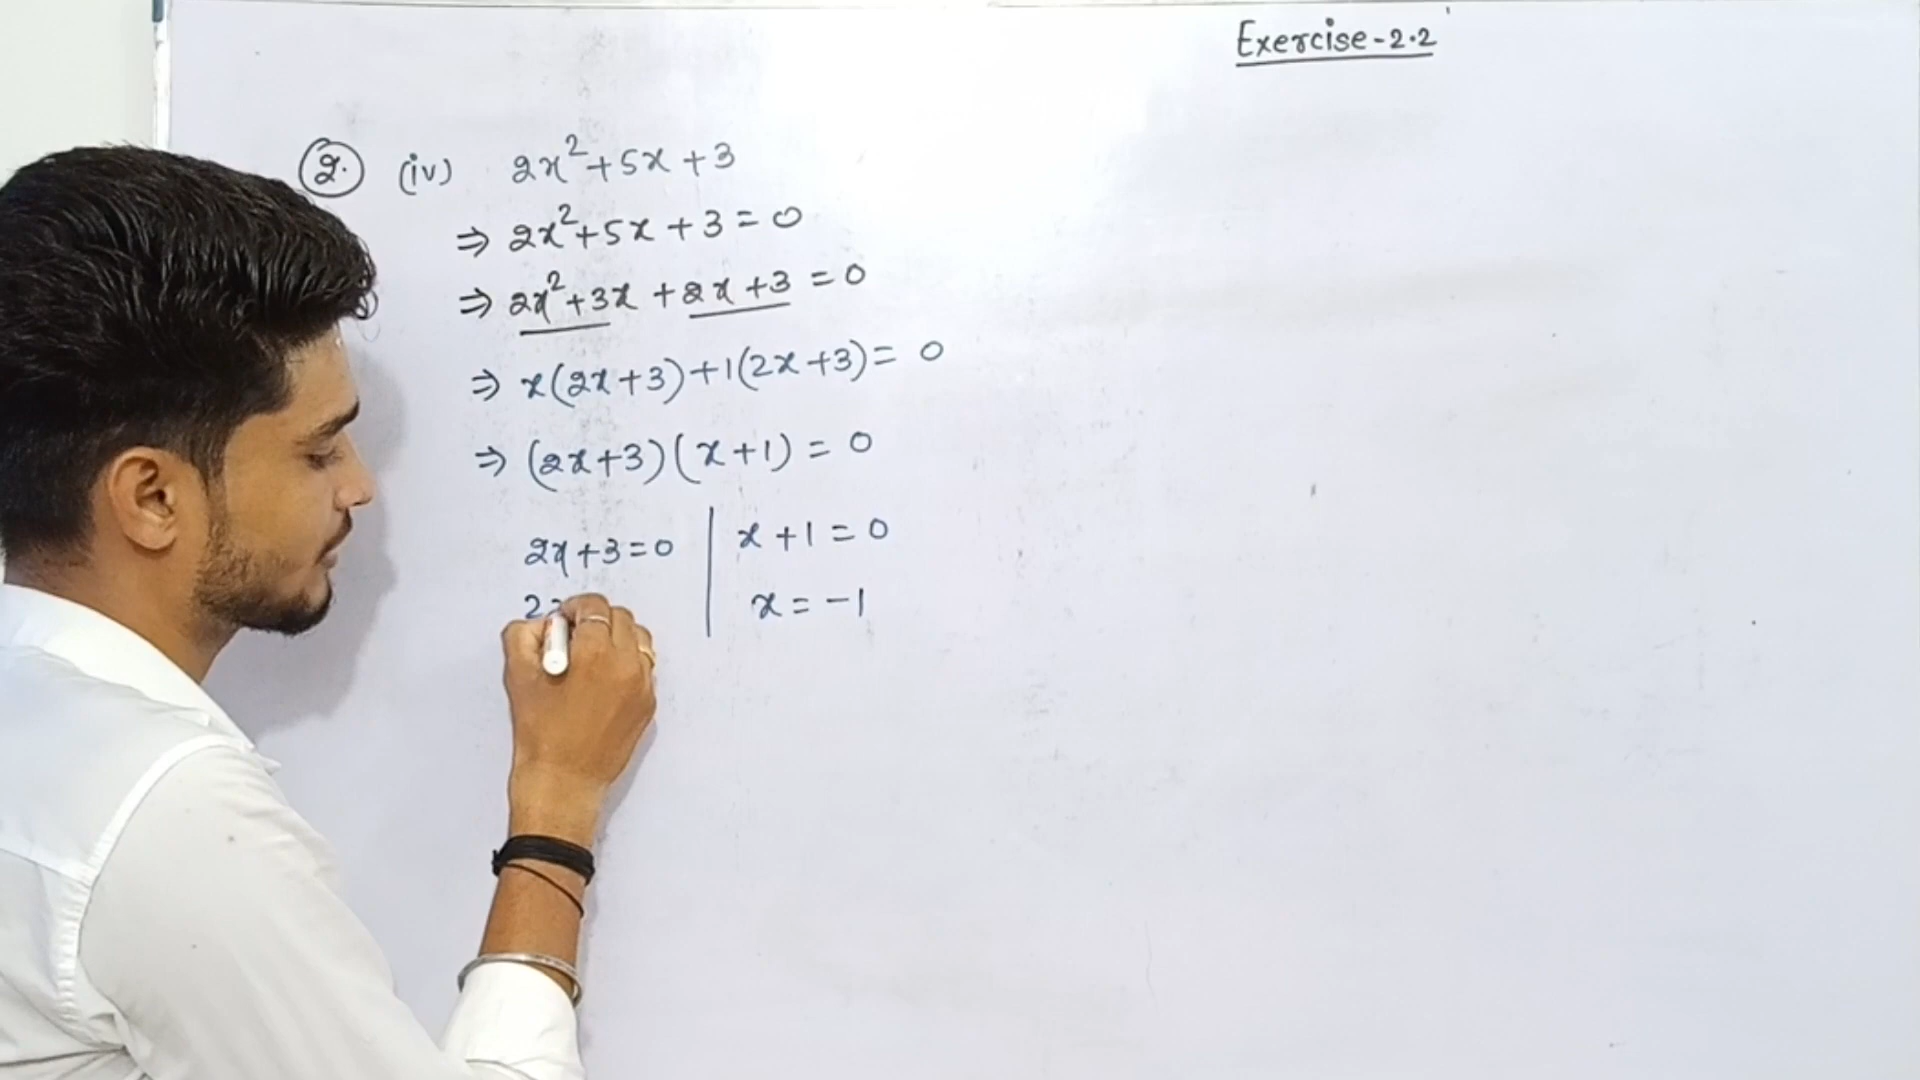 Exercise-2.2
2. (iv) 2x²+5x+3
⇒ 2x²+5x+3=0
⇒ 2x²+3x+2x+3=0
⇒ x(2x+3)+1(2x+3)=0
⇒ (2x+3)(x+1)=0
2x+3=0 | x+1=0
2x | x=-1